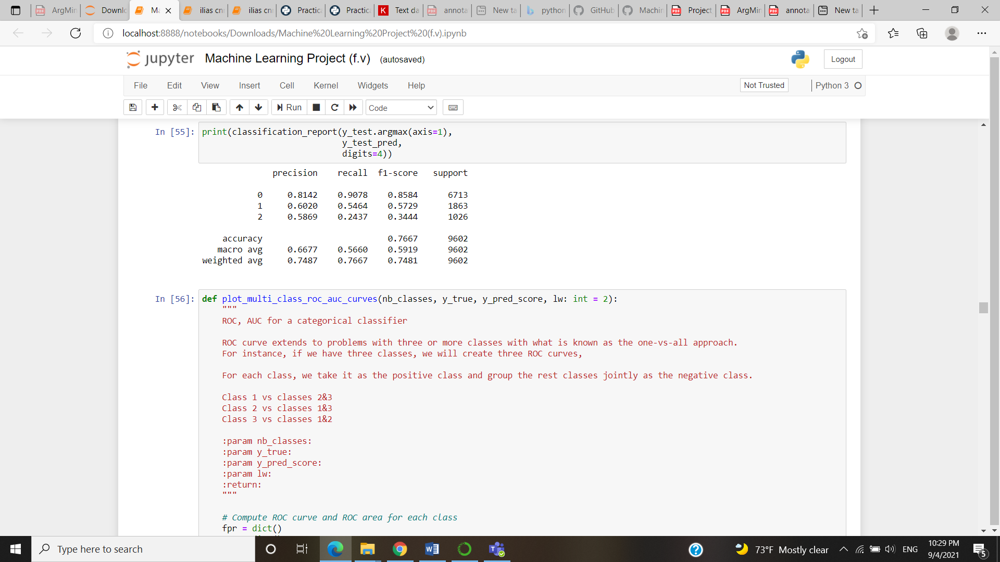 ArgMin
Downlo
Ma
ilias cn
ilias cn
Practica
Practica
Text da
annota
New ta
python
GitHub
Machin
Project
ArgMin
annota
New ta
localhost:8888/notebooks/Downloads/Machine%20Learning%20Project%20(f.v).ipynb
jupyter Machine Learning Project (f.v) (autosaved)
Logout
File Edit View Insert Cell Kernel Widgets Help
Not Trusted
Python 3
Run
Code
In [55]: print(classification_report(y_test.argmax(axis=1),
y_test_pred,
digits=4))
precision recall f1-score support
0 0.8142 0.9078 0.8584 6713
1 0.6020 0.5464 0.5729 1863
2 0.5869 0.2437 0.3444 1026
accuracy 0.7667 9602
macro avg 0.6677 0.5660 0.5919 9602
weighted avg 0.7487 0.7667 0.7481 9602
In [56]: def plot_multi_class_roc_auc_curves(nb_classes, y_true, y_pred_score, lw: int = 2):
"""
ROC, AUC for a categorical classifier
ROC curve extends to problems with three or more classes with what is known as the one-vs-all approach.
For instance, if we have three classes, we will create three ROC curves,
For each class, we take it as the positive class and group the rest classes jointly as the negative class.
Class 1 vs classes 2&3
Class 2 vs classes 1&3
Class 3 vs classes 1&2
:param nb_classes:
:param y_true:
:param y_pred_score:
:param lw:
:return:
"""
# Compute ROC curve and ROC area for each class
fpr = dict()
Type here to search
73°F Mostly clear
ENG
10:29 PM
9/4/2021
5